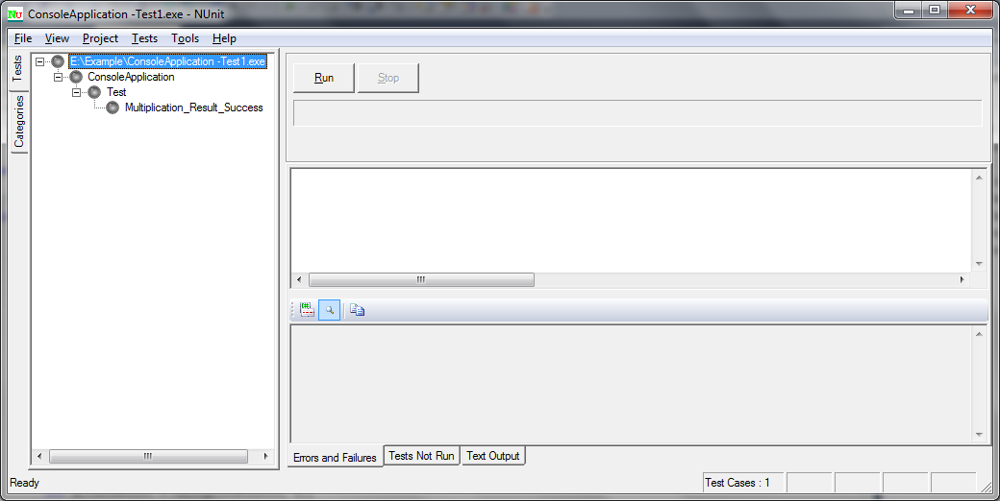 NU ConsoleApplication -Test1.exe - NUnit
File View Project Tests Tools Help
Tests
Categories
E:\Example\ConsoleApplication -Test1.exe
ConsoleApplication
Test
Multiplication_Result_Success
Run Stop
Errors and Failures Tests Not Run Text Output
Ready Test Cases : 1